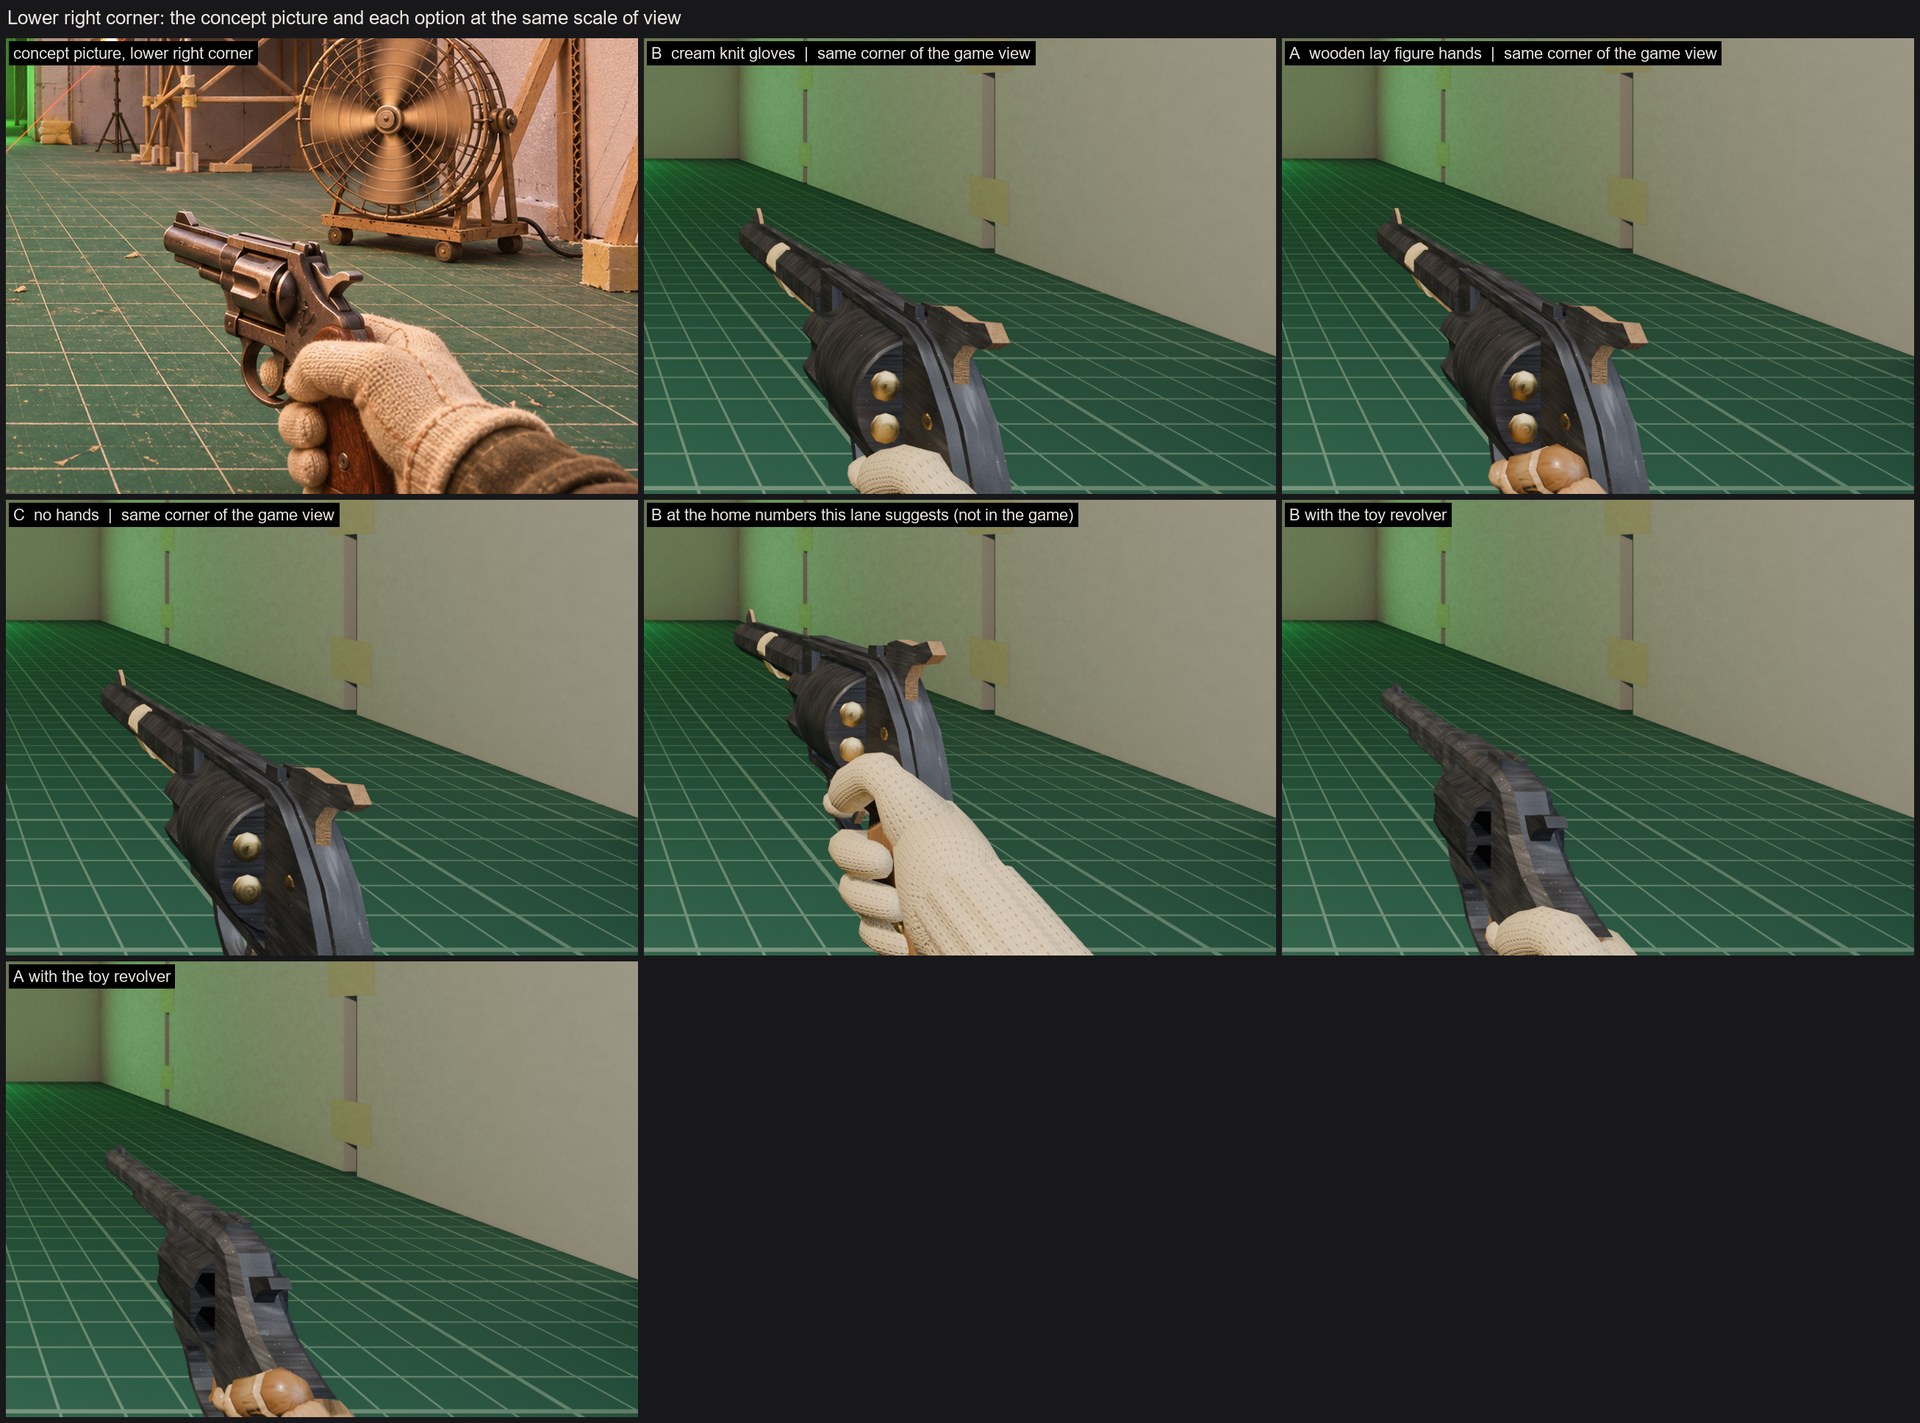 Lower right corner: the concept picture and each option at the same scale of view
concept picture, lower right corner
B cream knit gloves | same corner of the game view
A wooden lay figure hands | same corner of the game view
C no hands | same corner of the game view
B at the home numbers this lane suggests (not in the game)
B with the toy revolver
A with the toy revolver